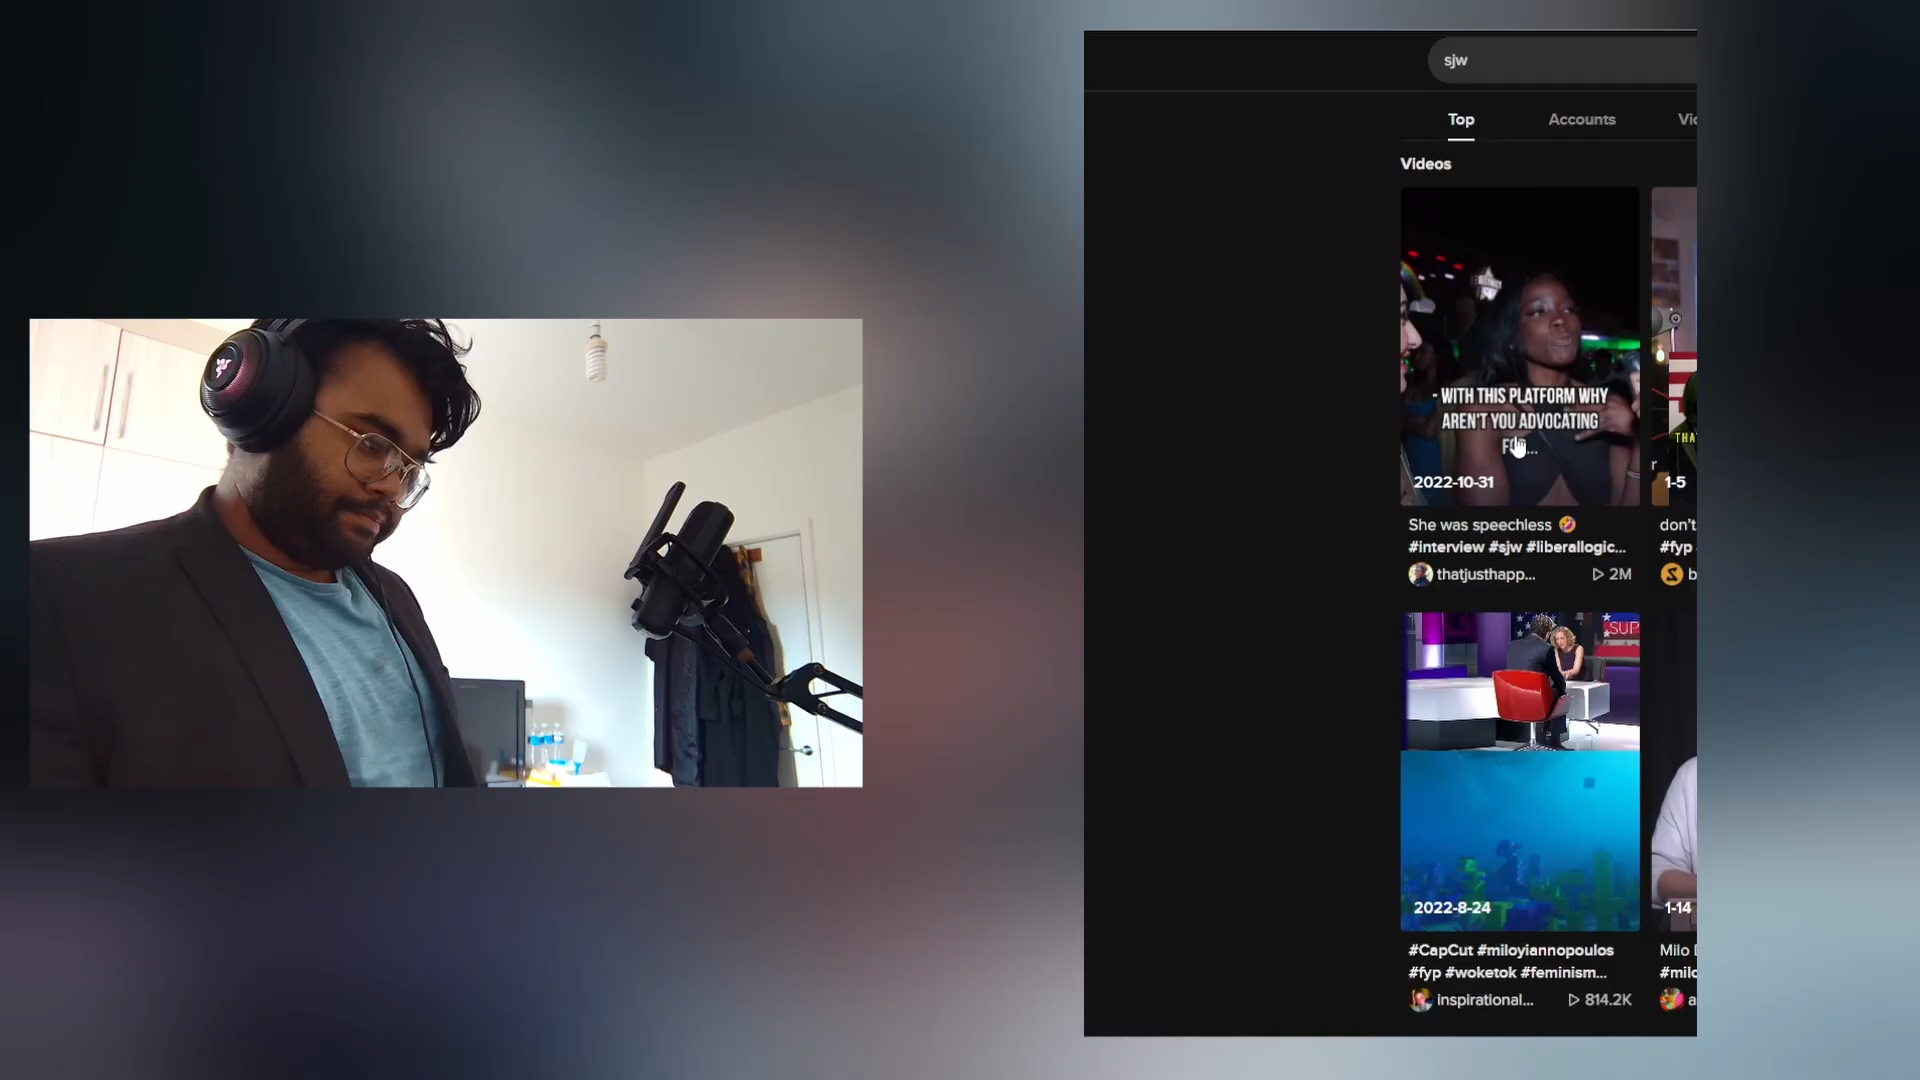 sjw
Top Accounts
Videos
- WITH THIS PLATFORM WHY
AREN'T YOU ADVOCATING
2022-10-31
1-5
She was speechless 🤣
#interview #sjw #liberallogic...
thatjusthapp... 2M
don't
#fyp
SUP
2022-8-24
1-14
#CapCut #miloyiannopoulos
#fyp #woketok #feminism...
inspirational... 814.2K
Milo